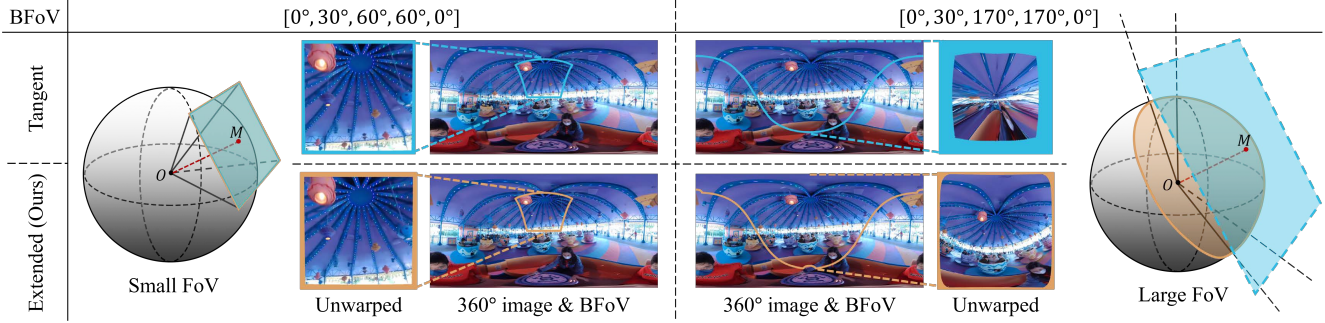 BFoV
[0°, 30°, 60°, 60°, 0°]
[0°, 30°, 170°, 170°, 0°]
Tangent
Extended (Ours)
M
O
Small FoV
Unwarped
360° image & BFoV
360° image & BFoV
Unwarped
M
O
Large FoV